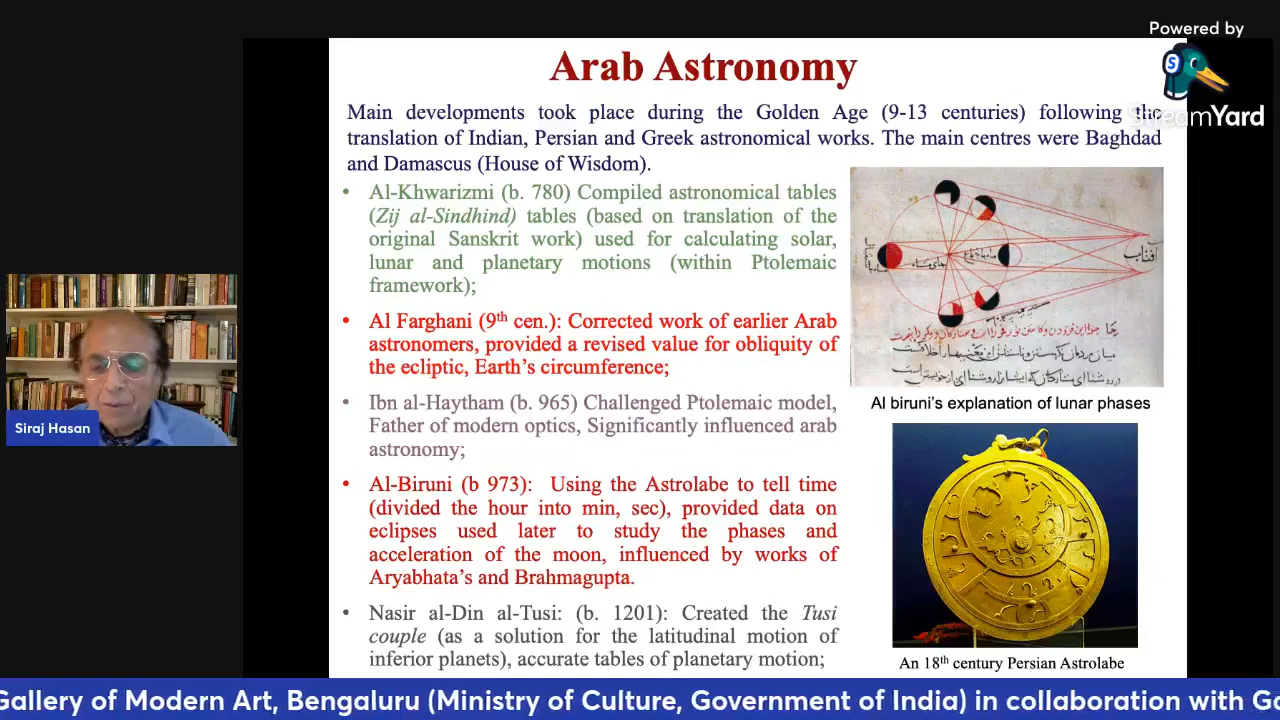 Powered by
StreamYard
Arab Astronomy
Main developments took place during the Golden Age (9-13 centuries) following the
translation of Indian, Persian and Greek astronomical works. The main centres were Baghdad
and Damascus (House of Wisdom).
• Al-Khwarizmi (b. 780) Compiled astronomical tables
(Zij al-Sindhind) tables (based on translation of the
original Sanskrit work) used for calculating solar,
lunar and planetary motions (within Ptolemaic
framework);
• Al Farghani (9th cen.): Corrected work of earlier Arab
astronomers, provided a revised value for obliquity of
the ecliptic, Earth's circumference;
• Ibn al-Haytham (b. 965) Challenged Ptolemaic model,
Father of modern optics, Significantly influenced arab
astronomy;
• Al-Biruni (b 973): Using the Astrolabe to tell time
(divided the hour into min, sec), provided data on
eclipses used later to study the phases and
acceleration of the moon, influenced by works of
Aryabhata's and Brahmagupta.
• Nasir al-Din al-Tusi: (b. 1201): Created the Tusi
couple (as a solution for the latitudinal motion of
inferior planets), accurate tables of planetary motion;
آفتاب
Al biruni's explanation of lunar phases
An 18th century Persian Astrolabe
Siraj Hasan
Gallery of Modern Art, Bengaluru (Ministry of Culture, Government of India) in collaboration with